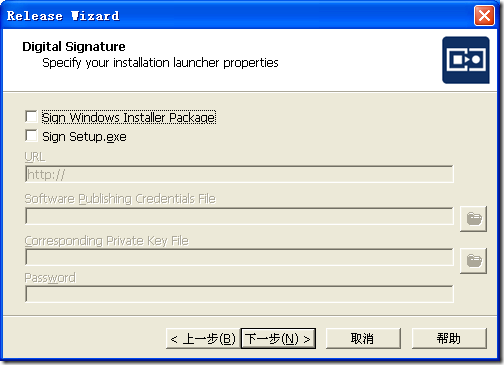 Release Wizard
Digital Signature
Specify your installation launcher properties
Sign Windows Installer Package
Sign Setup.exe
URL
http://
Software Publishing Credentials File
Corresponding Private Key File
Password
< 上一步(B)
下一步(N) >
取消
帮助